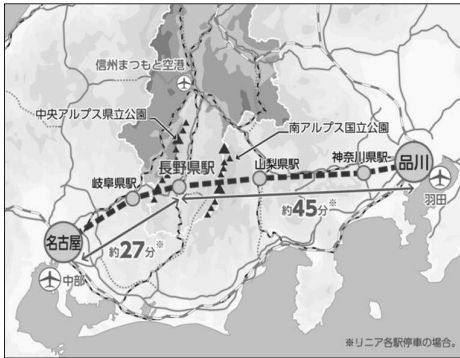 信州まつもと空港
中央アルプス県立公園
南アルプス国立公園
長野県駅
山梨県駅
神奈川県駅
品川
岐阜県駅
羽田
約45分※
名古屋
約27分※
中部
※リニア各駅停車の場合。